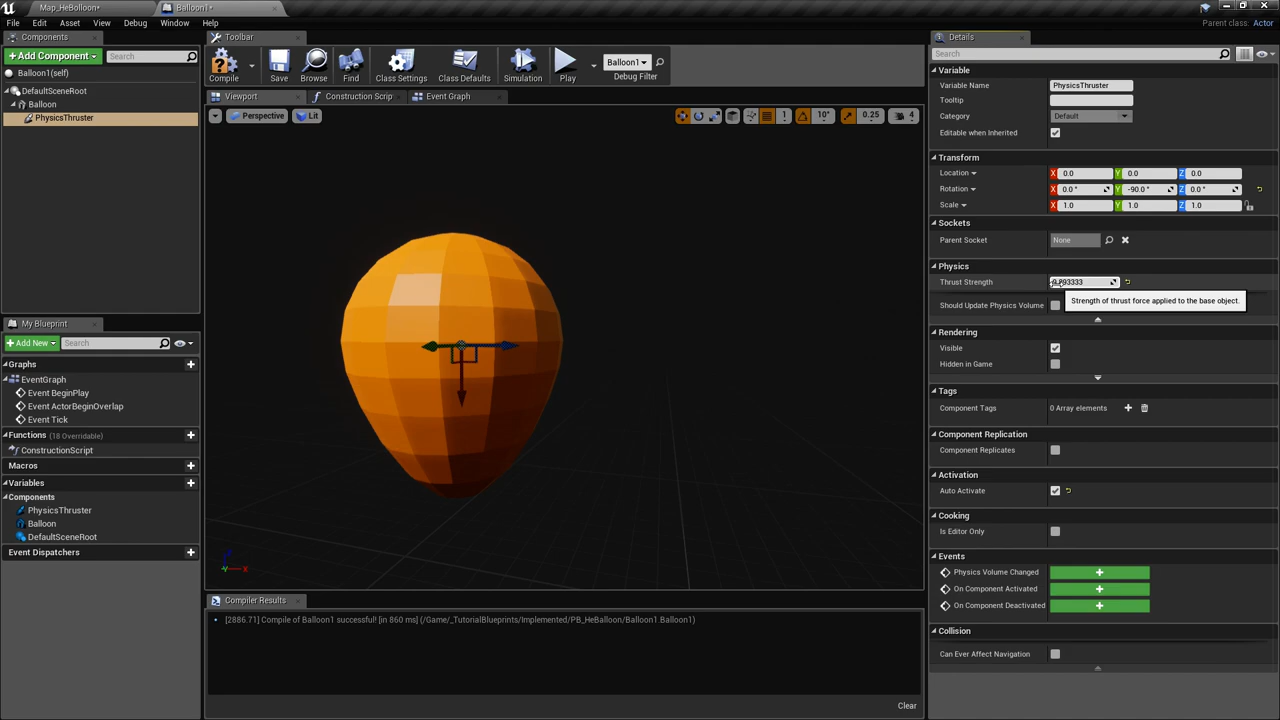 Map_HeBolloon*
Balloon1*
File Edit Asset View Debug Window Help
Parent class: Actor
Components
Add Component
Search
Balloon1(self)
DefaultSceneRoot
Balloon
PhysicsThruster
My Blueprint
Add New
Search
Graphs
EventGraph
Event BeginPlay
Event ActorBeginOverlap
Event Tick
Functions (18 Overridable)
ConstructionScript
Macros
Variables
Components
PhysicsThruster
Balloon
DefaultSceneRoot
Event Dispatchers
Toolbar
Compile
Save
Browse
Find
Class Settings
Class Defaults
Simulation
Play
Balloon1
Debug Filter
Viewport
Construction Scrip
Event Graph
Perspective
Lit
1
10°
0.25
4
Compiler Results
[2886.71] Compile of Balloon1 successful! [in 860 ms] (/Game/_TutorialBlueprints/Implemented/PB_HeBalloon/Balloon1.Balloon1)
Clear
Details
Search
Variable
Variable Name PhysicsThruster
Tooltip
Category Default
Editable when Inherited
Transform
Location X 0.0 Y 0.0 Z 0.0
Rotation X 0.0 ° Y -90.0 ° Z 0.0 °
Scale X 1.0 Y 1.0 Z 1.0
Sockets
Parent Socket None
Physics
Thrust Strength
Strength of thrust force applied to the base object.
Should Update Physics Volume
Rendering
Visible
Hidden in Game
Tags
Component Tags 0 Array elements
Component Replication
Component Replicates
Activation
Auto Activate
Cooking
Is Editor Only
Events
Physics Volume Changed
On Component Activated
On Component Deactivated
Collision
Can Ever Affect Navigation